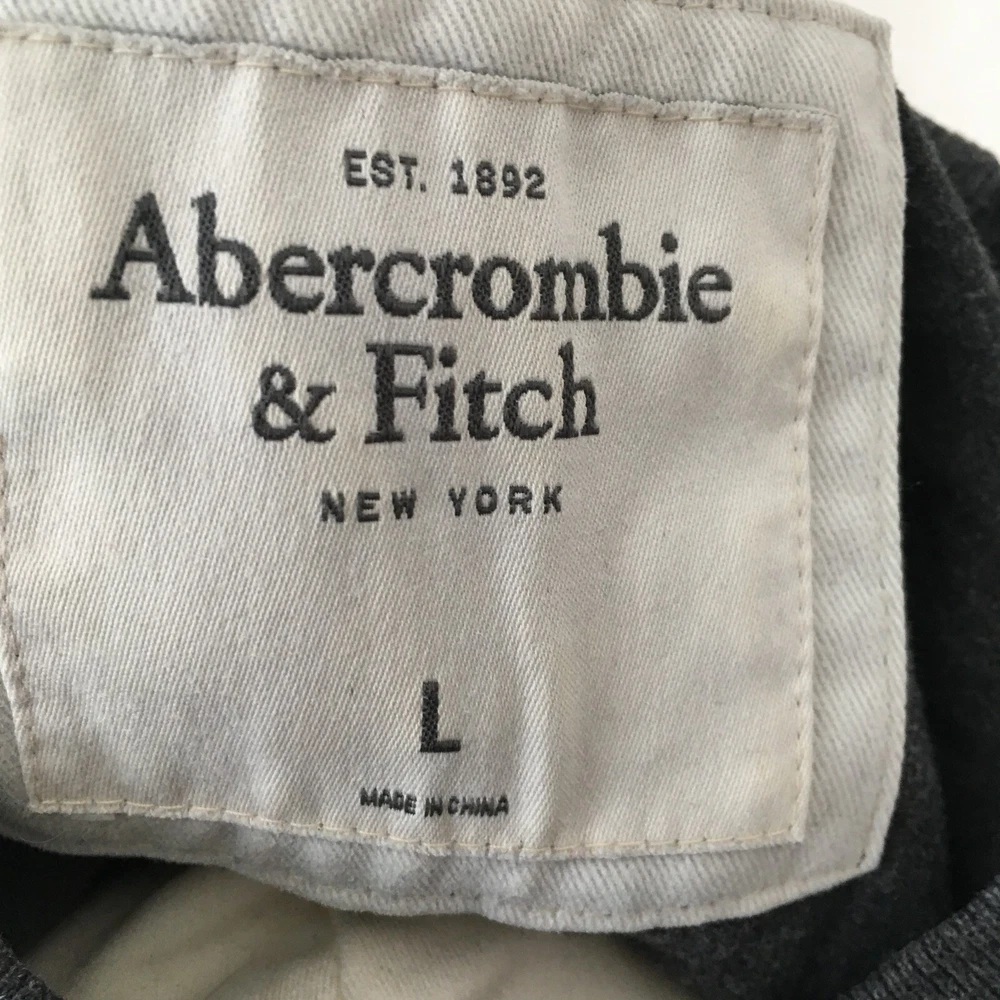 EST. 1892
Abercrombie
& Fitch
NEW YORK
L
MADE IN CHINA